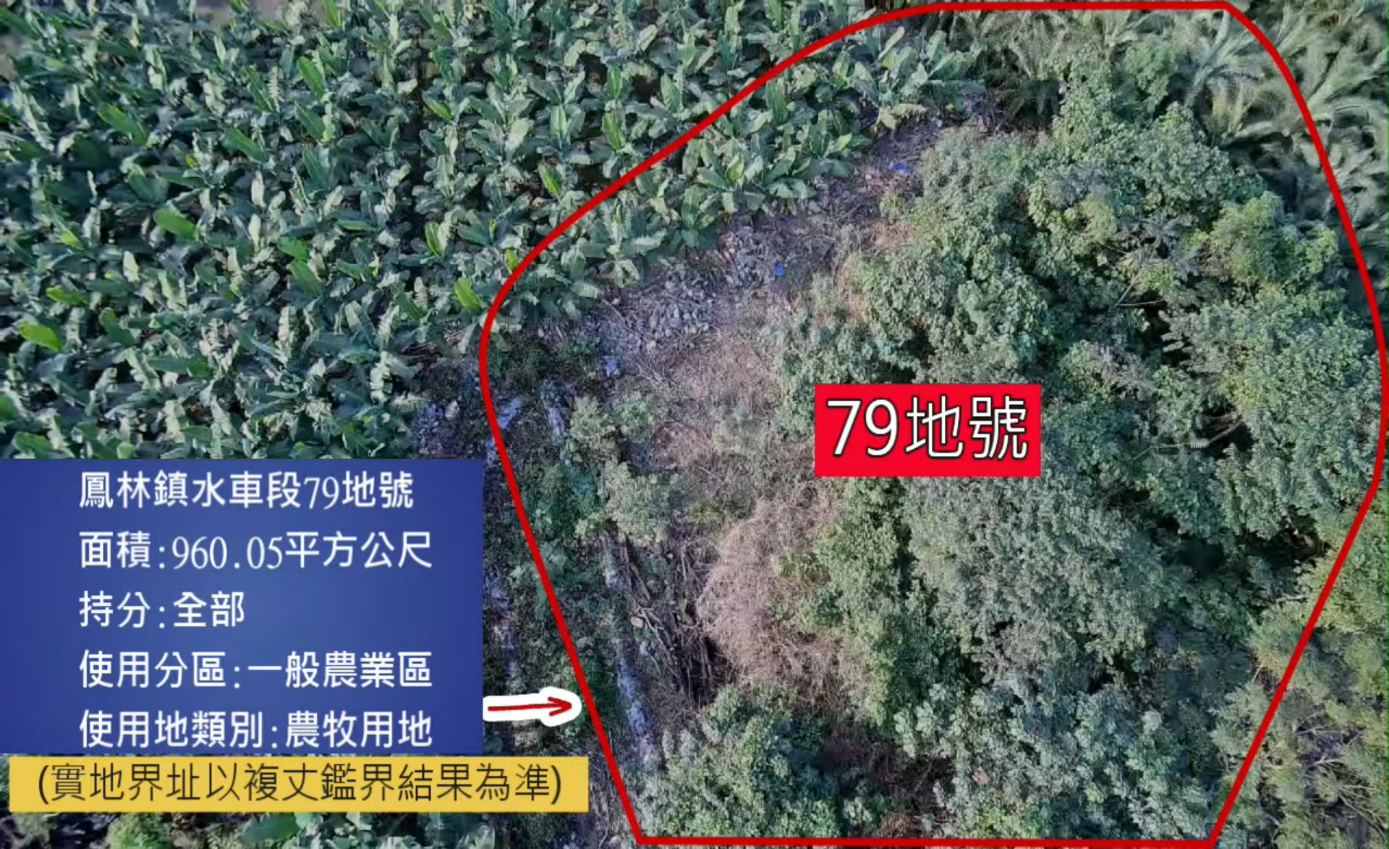 79地號
鳳林鎮水車段79地號
面積:960.05平方公尺
持分:全部
使用分區:一般農業區
使用地類別:農牧用地
(實地界址以複丈鑑界結果為準)